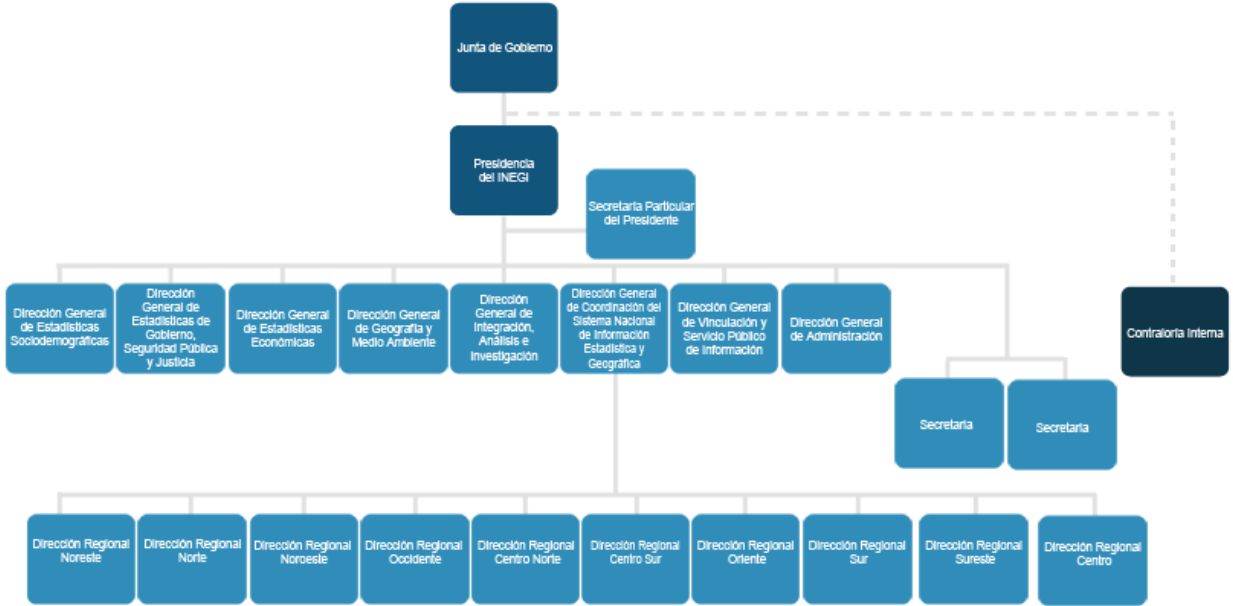 Junta de Gobierno
Presidencia
del INEGI
Secretaría Particular
del Presidente
Dirección General
de Estadísticas
Sociodemográficas
Dirección
General de
Estadísticas de
Gobierno,
Seguridad Pública
y Justicia
Dirección General
de Estadísticas
Económicas
Dirección General
de Geografía y
Medio Ambiente
Dirección
General de
Integración,
Análisis e
Investigación
Dirección General
de Coordinación del
Sistema Nacional
de Información
Estadística y
Geográfica
Dirección General
de Vinculación y
Servicio Público
de Información
Dirección General
de Administración
Contraloría Interna
Secretaria
Secretaria
Dirección Regional
Noreste
Dirección Regional
Norte
Dirección Regional
Noroeste
Dirección Regional
Occidente
Dirección Regional
Centro Norte
Dirección Regional
Centro Sur
Dirección Regional
Oriente
Dirección Regional
Sur
Dirección Regional
Sureste
Dirección Regional
Centro